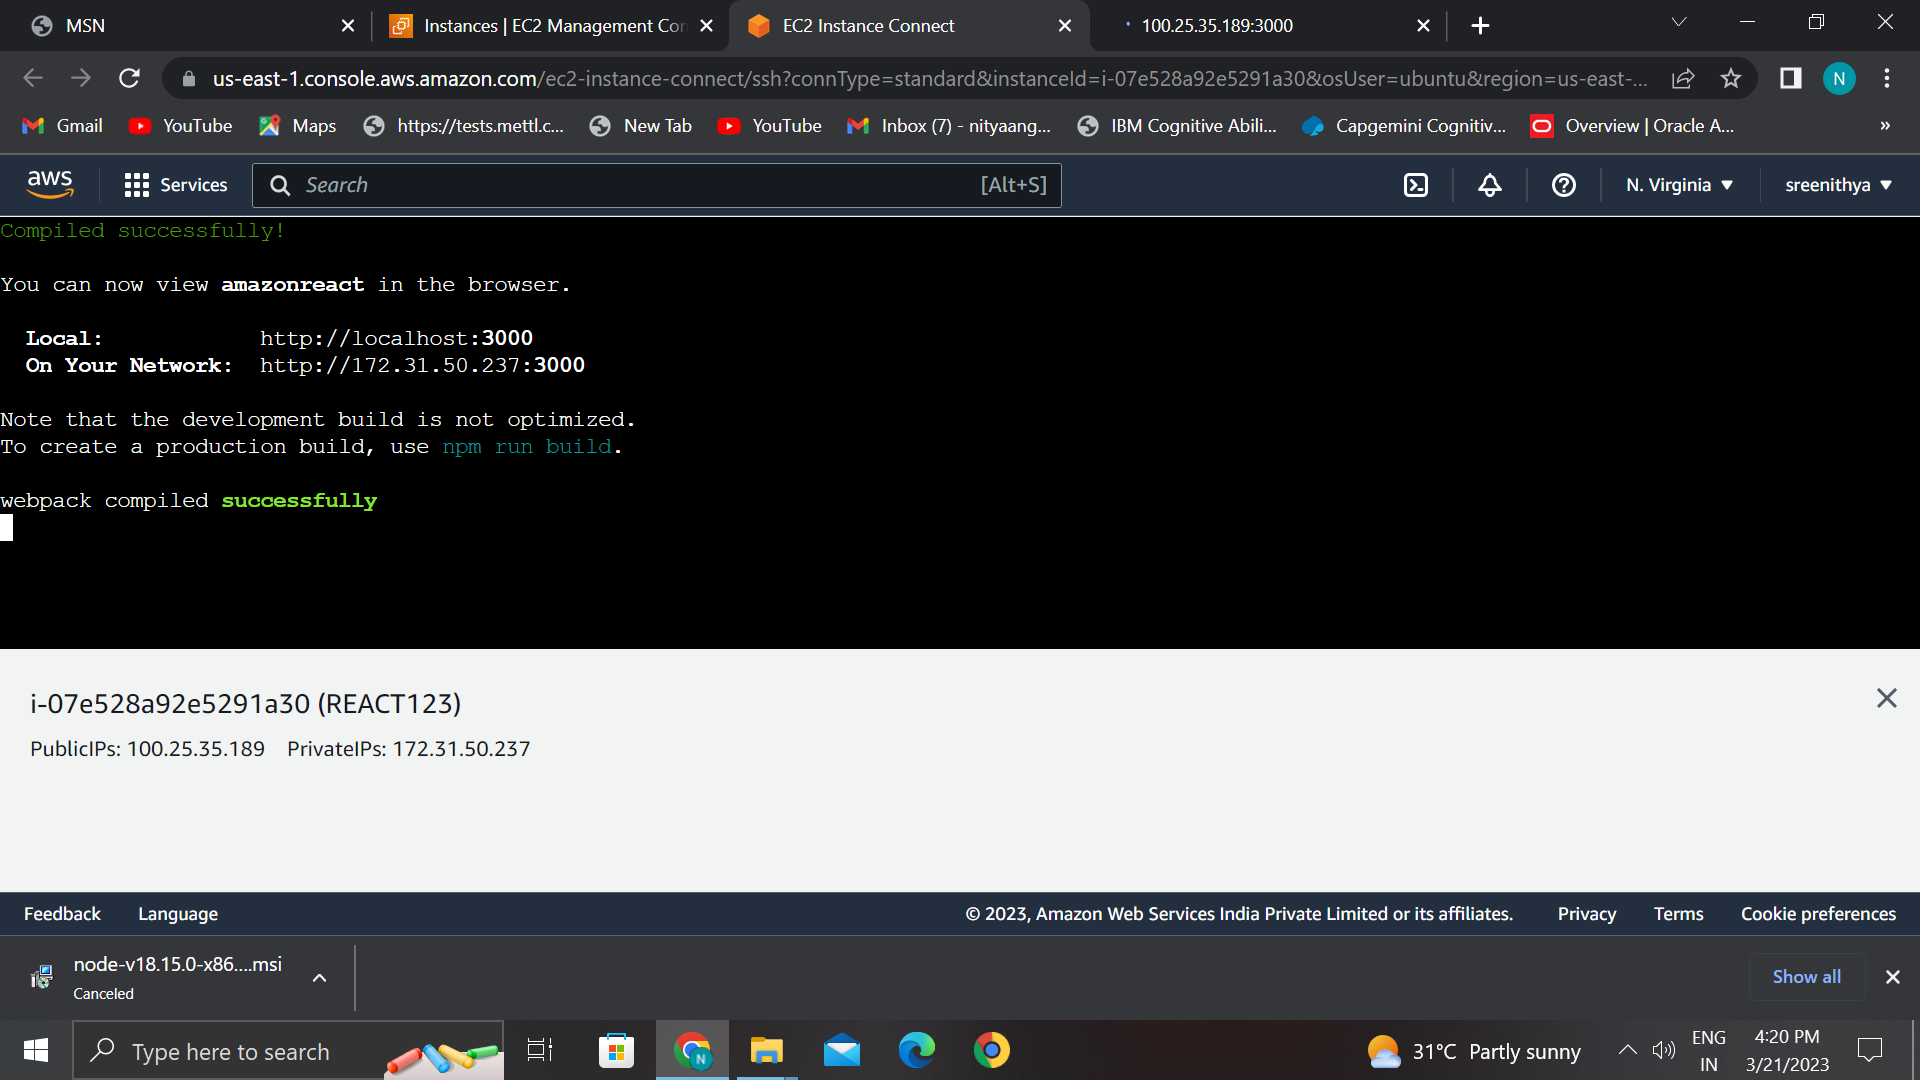 MSN
Instances | EC2 Management Cor
EC2 Instance Connect
100.25.35.189:3000
us-east-1.console.aws.amazon.com/ec2-instance-connect/ssh?connType=standard&instanceId=i-07e528a92e5291a30&osUser=ubuntu&region=us-east-...
N
Gmail
YouTube
Maps
https://tests.mettl.c...
New Tab
YouTube
Inbox (7) - nityaang...
IBM Cognitive Abili...
Capgemini Cognitiv...
Overview | Oracle A...
»
aws
Services
Search
[Alt+S]
N. Virginia
sreenithya
Compiled successfully!
You can now view amazonreact in the browser.
Local: http://localhost:3000
On Your Network: http://172.31.50.237:3000
Note that the development build is not optimized.
To create a production build, use npm run build.
webpack compiled successfully
i-07e528a92e5291a30 (REACT123)
PublicIPs: 100.25.35.189 PrivateIPs: 172.31.50.237
Feedback
Language
© 2023, Amazon Web Services India Private Limited or its affiliates.
Privacy
Terms
Cookie preferences
node-v18.15.0-x86....msi
Canceled
Show all
Type here to search
N
31°C Partly sunny
ENG
IN
4:20 PM
3/21/2023